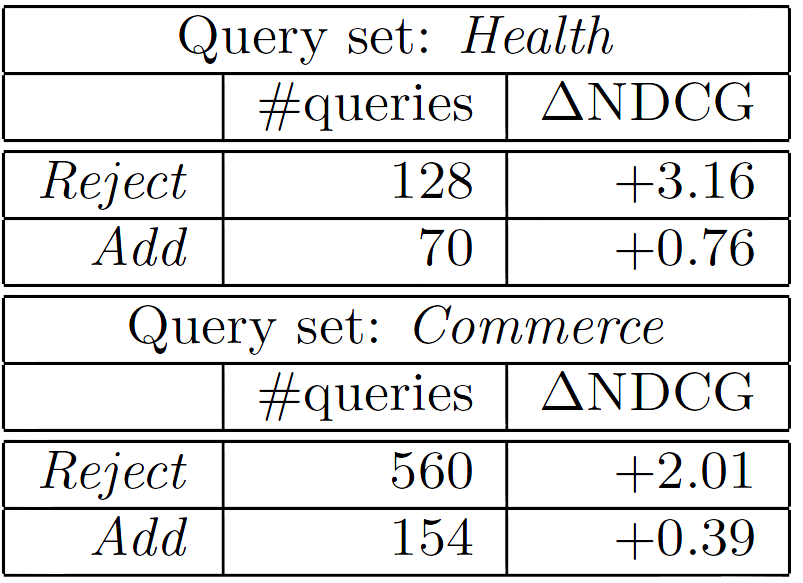 Query set: Health
#queries ΔNDCG
Reject 128 +3.16
Add 70 +0.76
Query set: Commerce
#queries ΔNDCG
Reject 560 +2.01
Add 154 +0.39